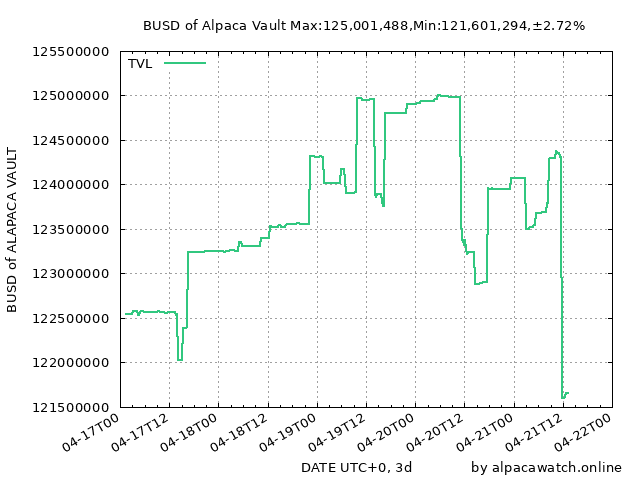 BUSD of Alpaca Vault Max:125,001,488,Min:121,601,294,±2.72%
TVL
125500000
125000000
124500000
124000000
123500000
123000000
122500000
122000000
121500000
BUSD of ALAPACA VAULT
04-17T00
04-17T12
04-18T00
04-18T12
04-19T00
04-19T12
04-20T00
04-20T12
04-21T00
04-21T12
04-22T00
DATE UTC+0, 3d
by alpacawatch.online